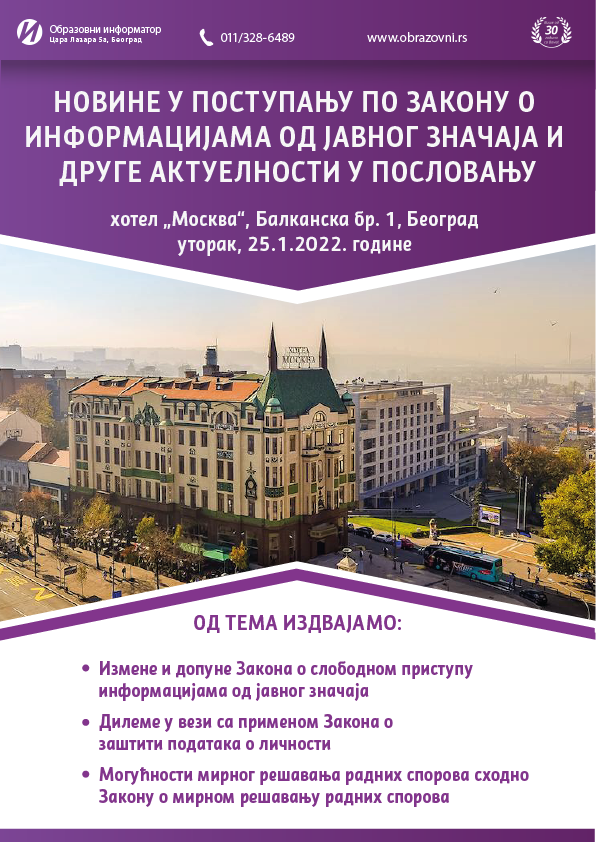 Образовни информатор
Цара Лазара 5а, Београд
011/328-6489
www.obrazovni.rs
30
НОВИНЕ У ПОСТУПАЊУ ПО ЗАКОНУ О
ИНФОРМАЦИЈАМА ОД ЈАВНОГ ЗНАЧАЈА И
ДРУГЕ АКТУЕЛНОСТИ У ПОСЛОВАЊУ
хотел „Москва“, Балканска бр. 1, Београд
уторак, 25.1.2022. године
ХОТЕЛ
МОСКВА
ОД ТЕМА ИЗДВАЈАМО:
• Измене и допуне Закона о слободном приступу
информацијама од јавног значаја
• Дилеме у вези са применом Закона о
заштити података о личности
• Могућности мирног решавања радних спорова сходно
Закону о мирном решавању радних спорова